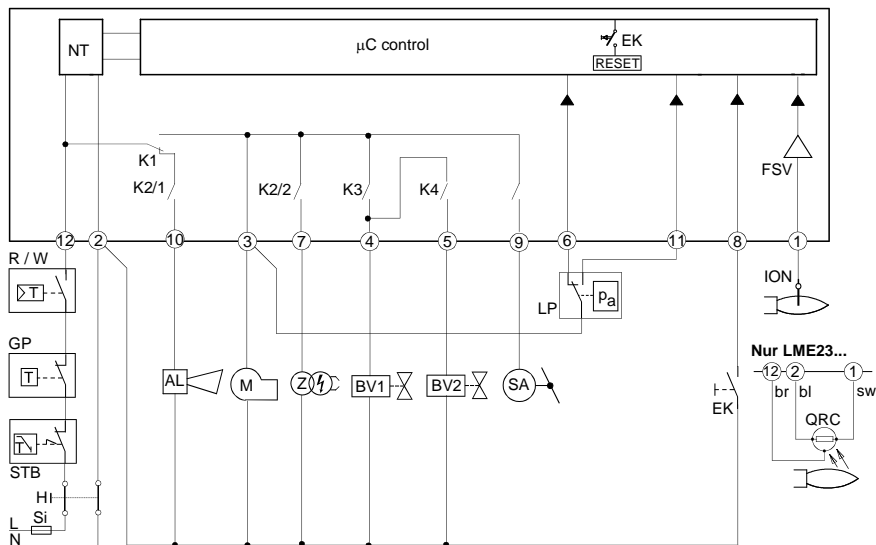 NT
µC control
EK
RESET
K1
K2/1
K2/2
K3
K4
FSV
12
2
10
3
7
4
5
9
6
11
8
1
R / W
T
LP
pa
ION
GP
T
Nur LME23...
12
2
1
br
bl
sw
AL
M
Z
BV1
BV2
SA
EK
QRC
T
STB
H
L
Si
N